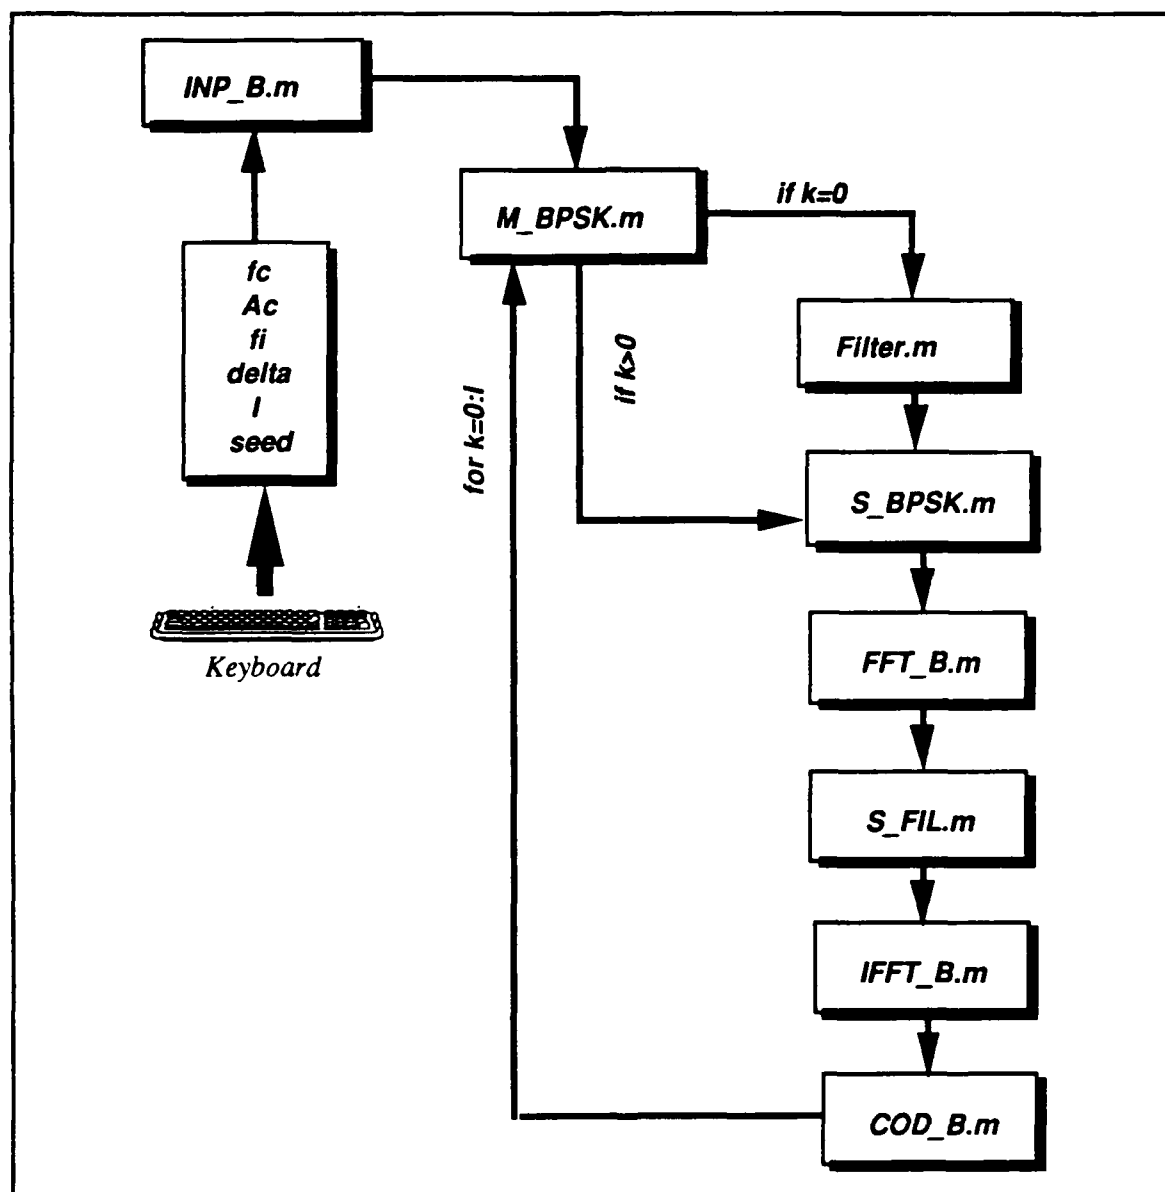 INP_B.m
M_BPSK.m
if k=0
fc
Ac
fi
delta
I
seed
Filter.m
if k>0
for k=0:I
S_BPSK.m
Keyboard
FFT_B.m
S_FIL.m
IFFT_B.m
COD_B.m